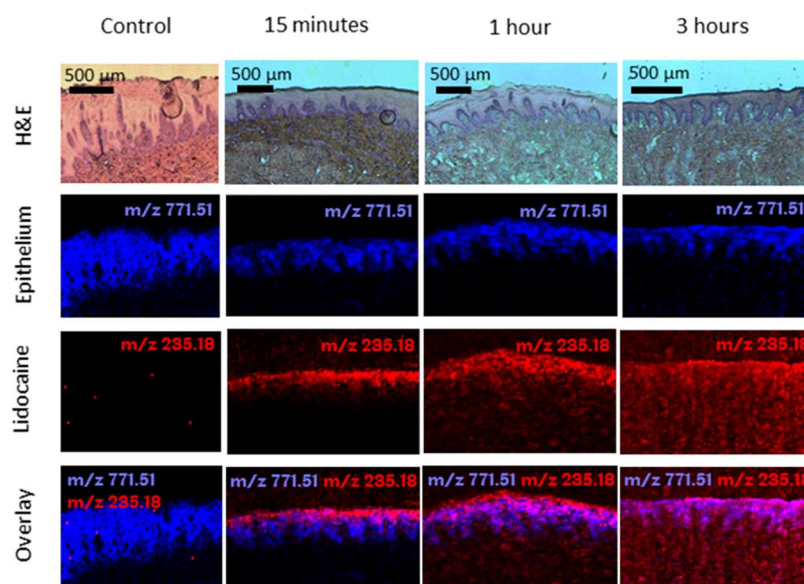 Control 15 minutes 1 hour 3 hours
H&E 500 µm 500 µm 500 µm 500 µm
Epithelium m/z 771.51 m/z 771.51 m/z 771.51 m/z 771.51
Lidocaine m/z 235.18 m/z 235.18 m/z 235.18 m/z 235.18
Overlay m/z 771.51 m/z 771.51 m/z 235.18 m/z 771.51 m/z 235.18 m/z 771.51 m/z 235.18
m/z 235.18